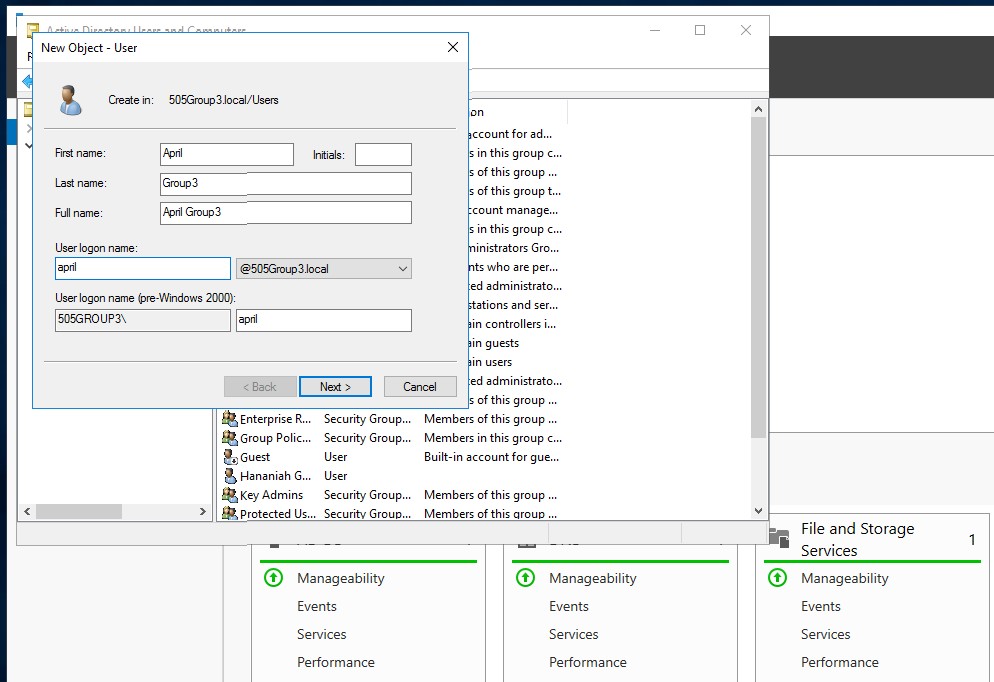 Active Directory Users and Computers
New Object - User
Create in: 505Group3.local/Users
First name: April Initials:
Last name: Group3
Full name: April Group3
User logon name:
april @505Group3.local
User logon name (pre-Windows 2000):
505GROUP3\ april
< Back Next > Cancel
on
account for ad...
s in this group c...
s of this group ...
s of this group t...
count manage...
s in this group c...
ministrators Gro...
nts who are per...
ed administrato...
stations and ser...
ain controllers i...
ain guests
ain users
ed administrato...
s of this group ...
Enterprise R... Security Group... Members of this group ...
Group Polic... Security Group... Members in this group c...
Guest User Built-in account for gue...
Hananiah G... User
Key Admins Security Group... Members of this group ...
Protected Us... Security Group... Members of this group ...
File and Storage Services 1
Manageability
Events
Services
Performance
Manageability
Events
Services
Performance
Manageability
Events
Services
Performance